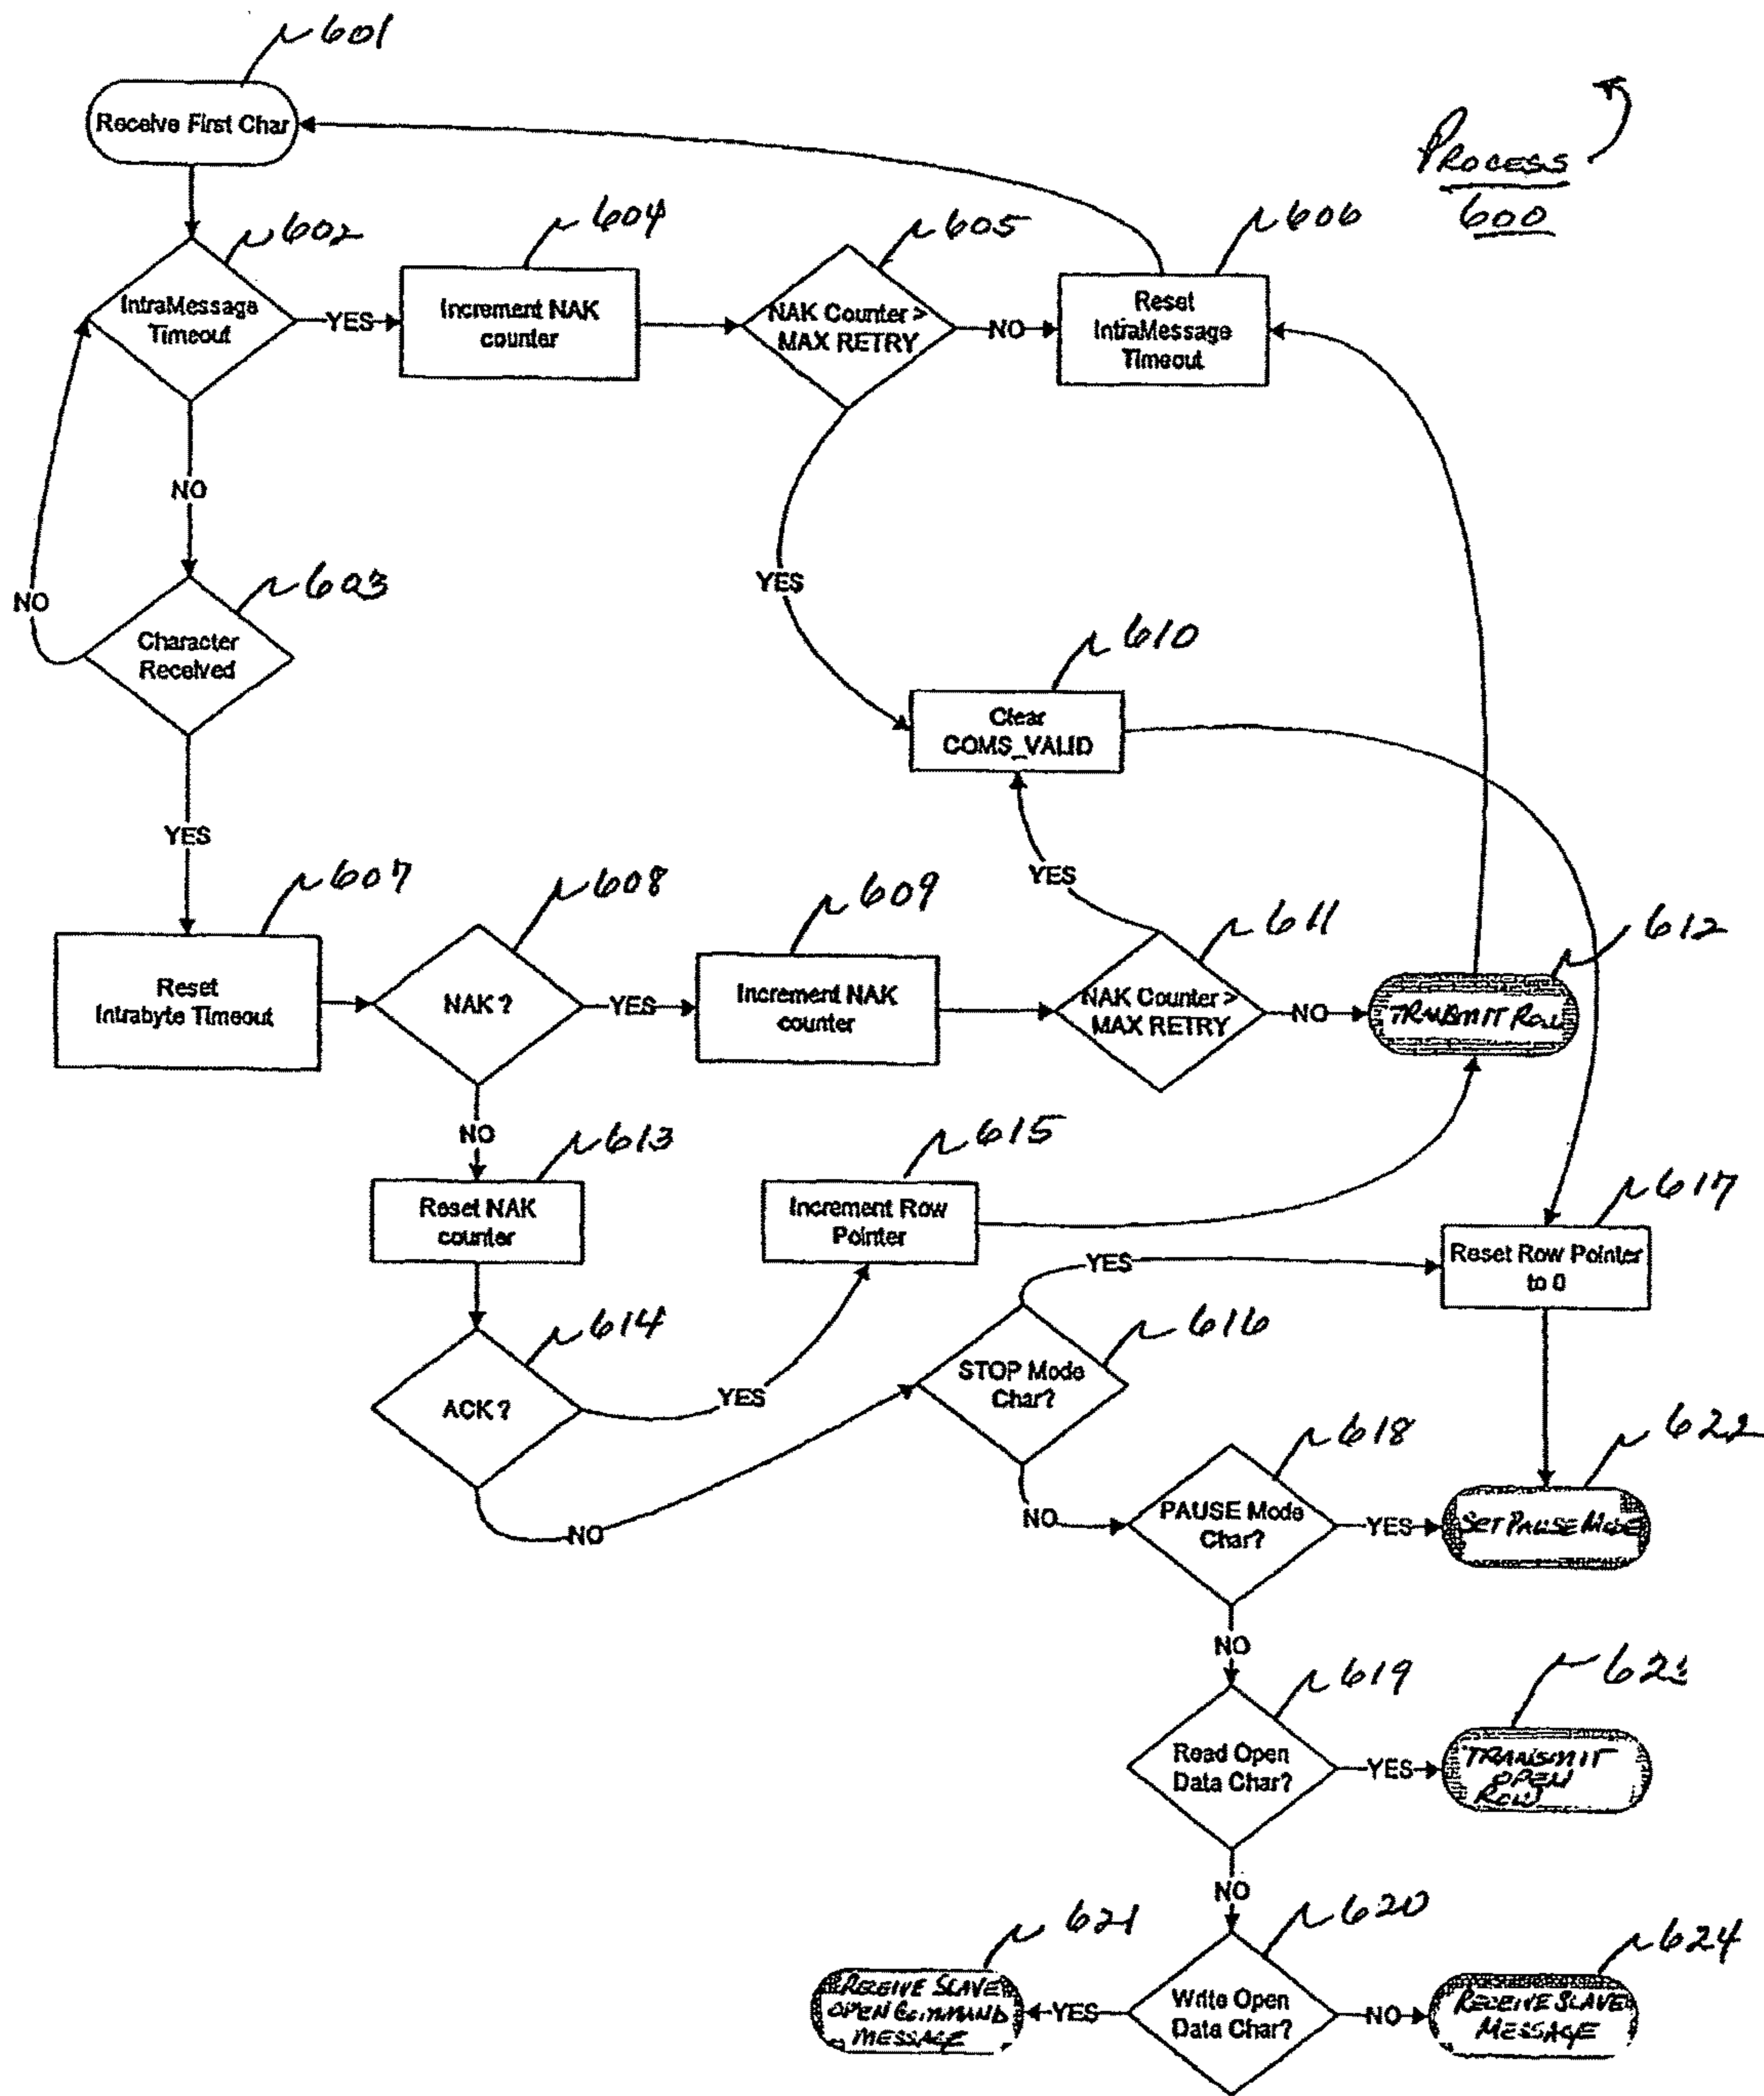 601
Receive First Char
PROCESS
600
602
604
605
606
IntraMessage
Timeout
YES
Increment NAK
counter
NAK Counter >
MAX RETRY
NO
Reset
IntraMessage
Timeout
NO
YES
603
NO
Character
Received
610
Clear
COMS_VALID
YES
YES
607
608
609
611
612
Reset
Intrabyte Timeout
NAK ?
YES
Increment NAK
counter
NAK Counter >
MAX RETRY
NO
ROW
NO
613
615
617
Reset NAK
counter
Increment Row
Pointer
Reset Row Pointer
to 0
YES
614
616
ACK ?
YES
STOP Mode
Char?
618
622
NO
NO
PAUSE Mode
Char?
YES
SET PAUSE MODE
NO
619
Read Open
Data Char?
YES
TRANSMIT
OPEN
ROW
NO
621
620
624
RECEIVE SLAVE
OPEN COMMAND
MESSAGE
YES
Write Open
Data Char?
NO
RECEIVE SLAVE
MESSAGE